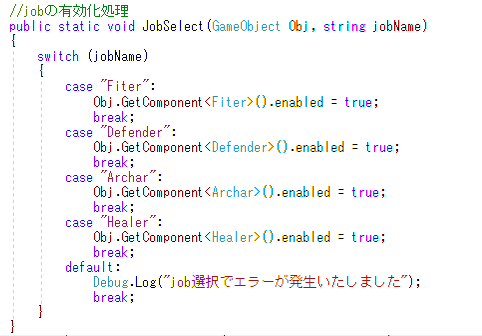 //jobの有効化処理
public static void JobSelect(GameObject Obj, string jobName)
{
switch (jobName)
{
case "Fiter":
Obj.GetComponent<Fiter>().enabled = true;
break;
case "Defender":
Obj.GetComponent<Defender>().enabled = true;
break;
case "Archar":
Obj.GetComponent<Archar>().enabled = true;
break;
case "Healer":
Obj.GetComponent<Healer>().enabled = true;
break;
default:
Debug.Log("job選択でエラーが発生いたしました");
break;
}
}